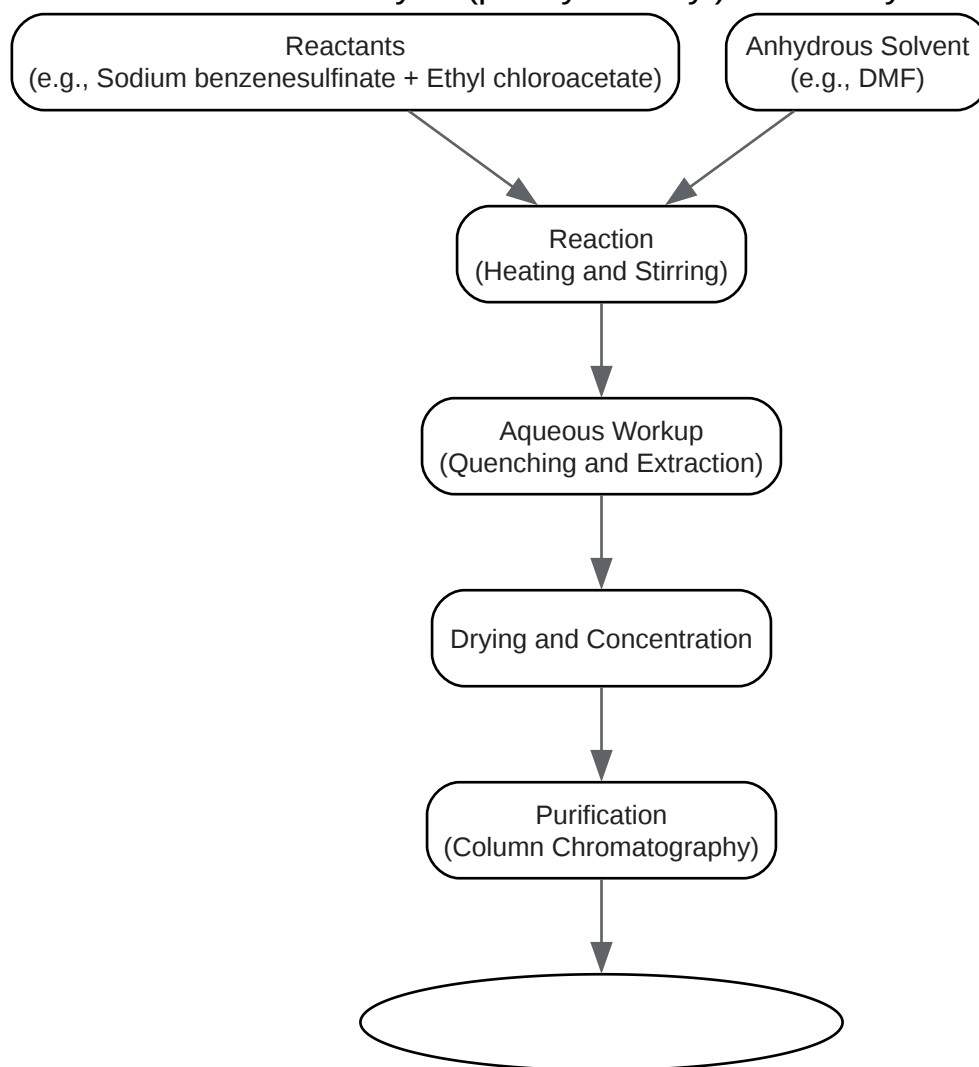 Reactants
(e.g., Sodium benzenesulfinate + Ethyl chloroacetate)
Anhydrous Solvent
(e.g., DMF)
Reaction
(Heating and Stirring)
Aqueous Workup
(Quenching and Extraction)
Drying and Concentration
Purification
(Column Chromatography)